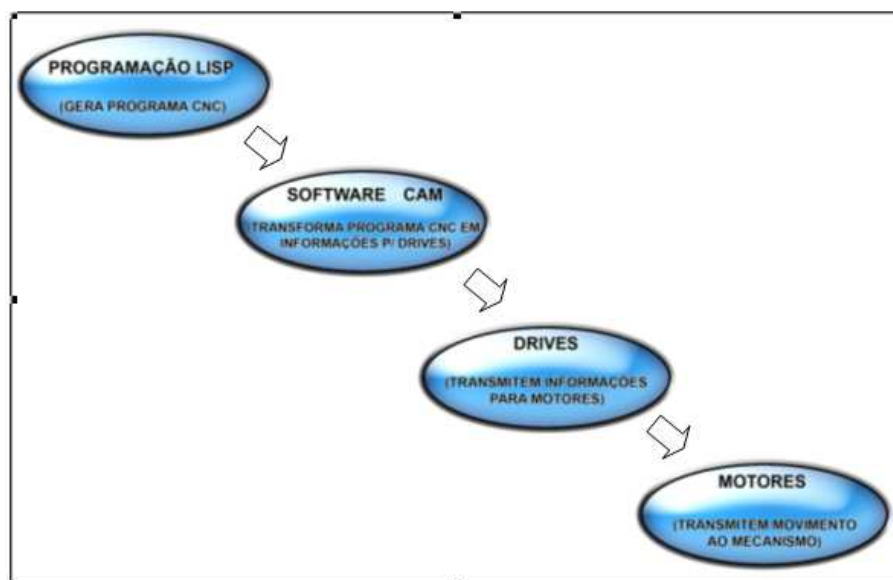 PROGRAMAÇÃO LISP
(GERA PROGRAMA CNC)
SOFTWARE CAM
(TRANSFORMA PROGRAMA CNC EM
INFORMAÇÕES P/ DRIVES)
DRIVES
(TRANSMITEM INFORMAÇÕES
PARA MOTORES)
MOTORES
(TRANSMITEM MOVIMENTO
AO MECANISMO)